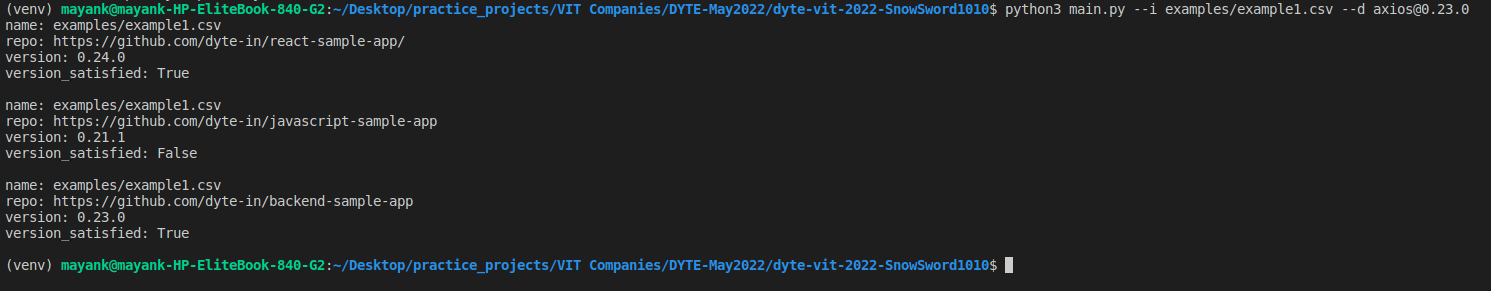 (venv) mayank@mayank-HP-EliteBook-840-G2:~/Desktop/practice_projects/VIT Companies/DYTE-May2022/dyte-vit-2022-SnowSword1010$ python3 main.py --i examples/example1.csv --d axios@0.23.0
name: examples/example1.csv
repo: https://github.com/dyte-in/react-sample-app/
version: 0.24.0
version_satisfied: True
name: examples/example1.csv
repo: https://github.com/dyte-in/javascript-sample-app
version: 0.21.1
version_satisfied: False
name: examples/example1.csv
repo: https://github.com/dyte-in/backend-sample-app
version: 0.23.0
version_satisfied: True
(venv) mayank@mayank-HP-EliteBook-840-G2:~/Desktop/practice_projects/VIT Companies/DYTE-May2022/dyte-vit-2022-SnowSword1010$